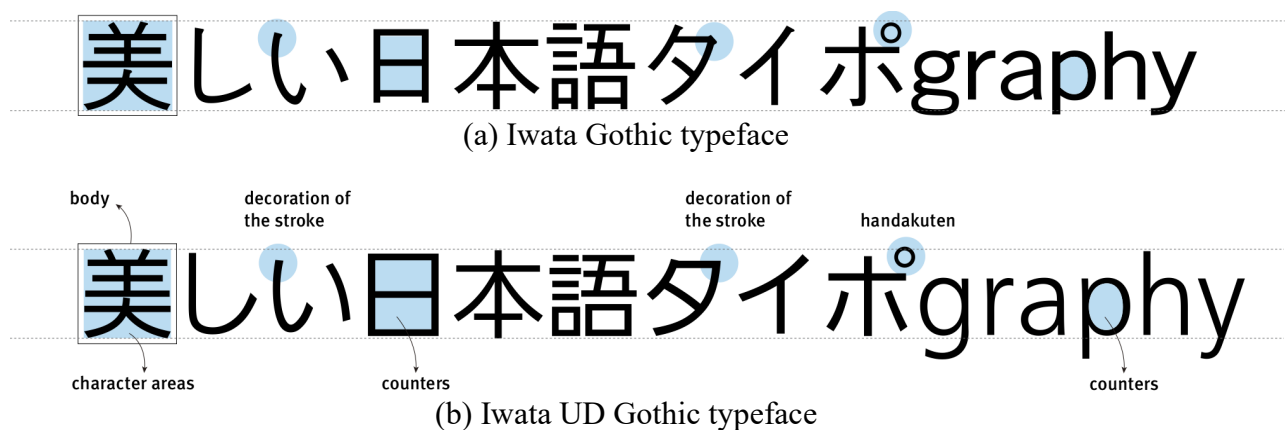 美しい日本語タイポgraphy
(a) Iwata Gothic typeface
body
decoration of
the stroke
decoration of
the stroke
handakuten
美しい日本語タイポgraphy
character areas
counters
counters
(b) Iwata UD Gothic typeface